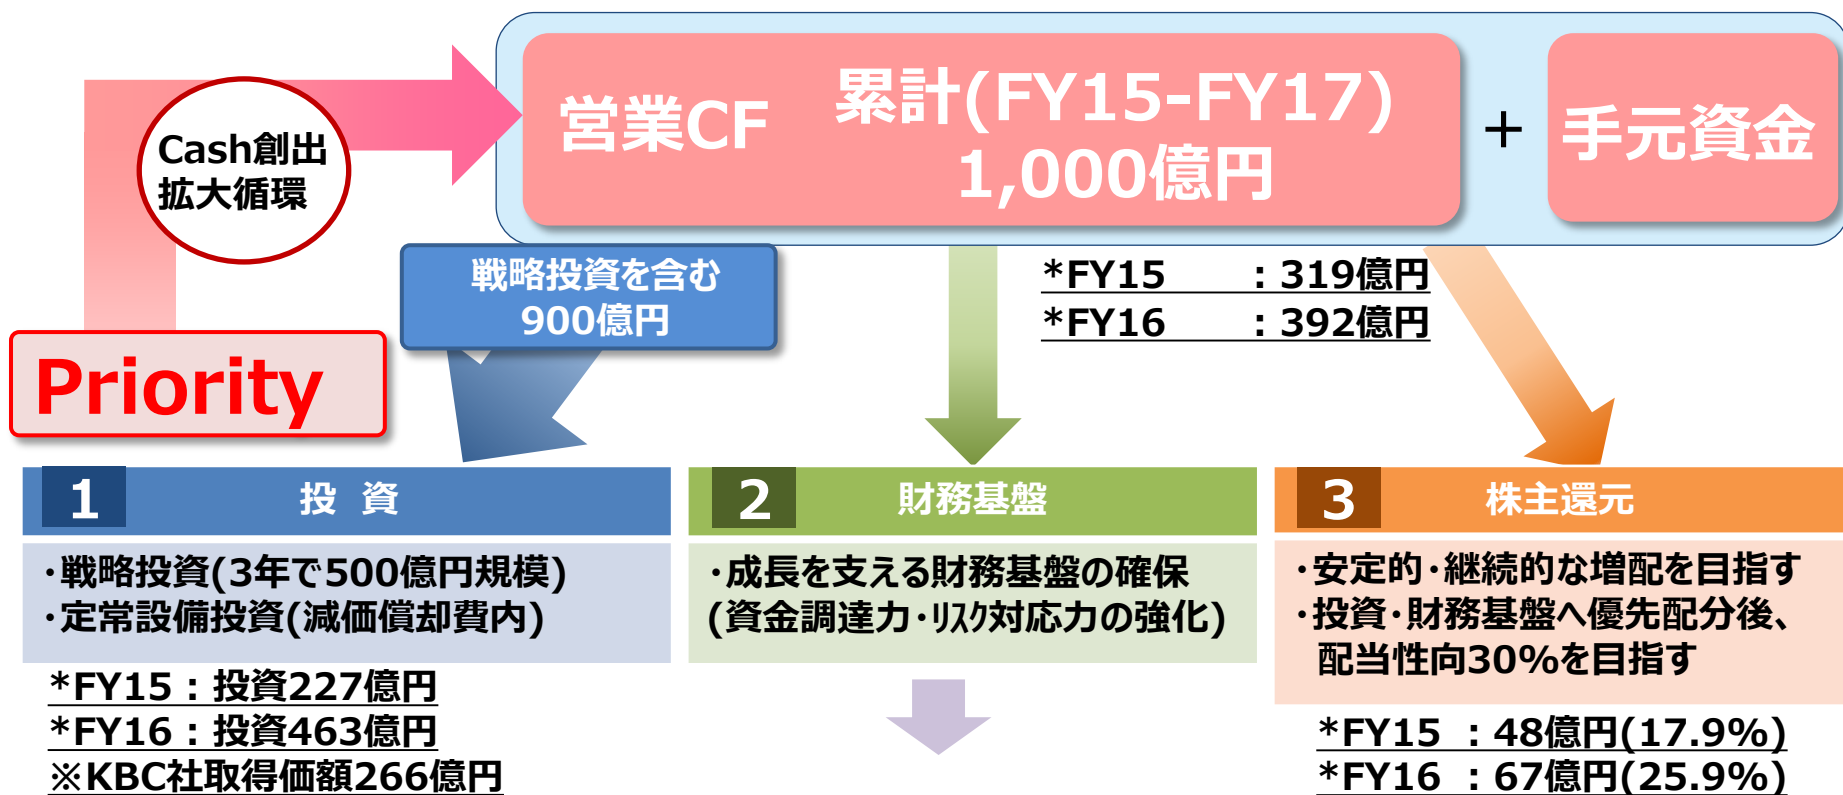 営業CF
累計(FY15-FY17)
1,000億円
+
手元資金
Cash創出
拡大循環
戦略投資を含む
900億円
*FY15 : 319億円
*FY16 : 392億円
Priority
1
投 資
・戦略投資(3年で500億円規模)
・定常設備投資(減価償却費内)
*FY15：投資227億円
*FY16：投資463億円
※KBC社取得価額266億円
2
財務基盤
・成長を支える財務基盤の確保
(資金調達力・リスク対応力の強化)
3
株主還元
・安定的・継続的な増配を目指す
・投資・財務基盤へ優先配分後、
配当性向30%を目指す
*FY15 : 48億円(17.9%)
*FY16 : 67億円(25.9%)